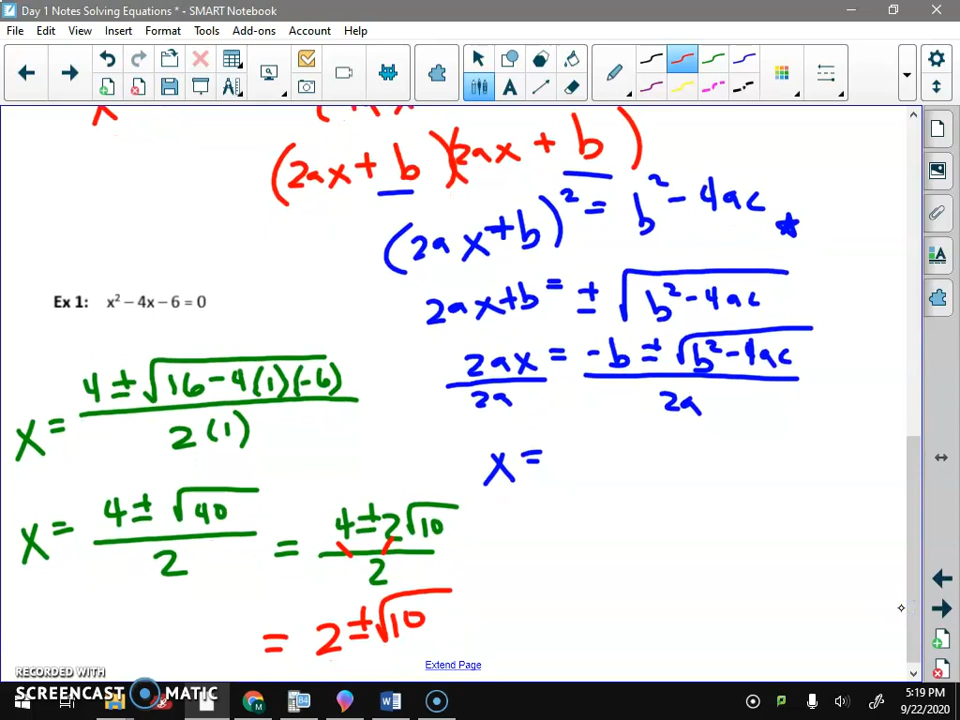 Day 1 Notes Solving Equations * - SMART Notebook
File Edit View Insert Format Tools Add-ons Account Help
(2ax + b)(2ax + b)
(2ax+b)² = b² - 4ac
2ax+b = ± √b² - 4ac
Ex 1: x² – 4x – 6 = 0
2ax = -b ± √b² - 4ac
2a 2a
x = 4 ± √16 - 4(1)(-6)
2(1)
x =
x = 4 ± √40 = 4 ± 2√10
2 2
= 2 ± √10
Extend Page
RECORDED WITH
SCREENCAST MATIC
5:19 PM
9/22/2020